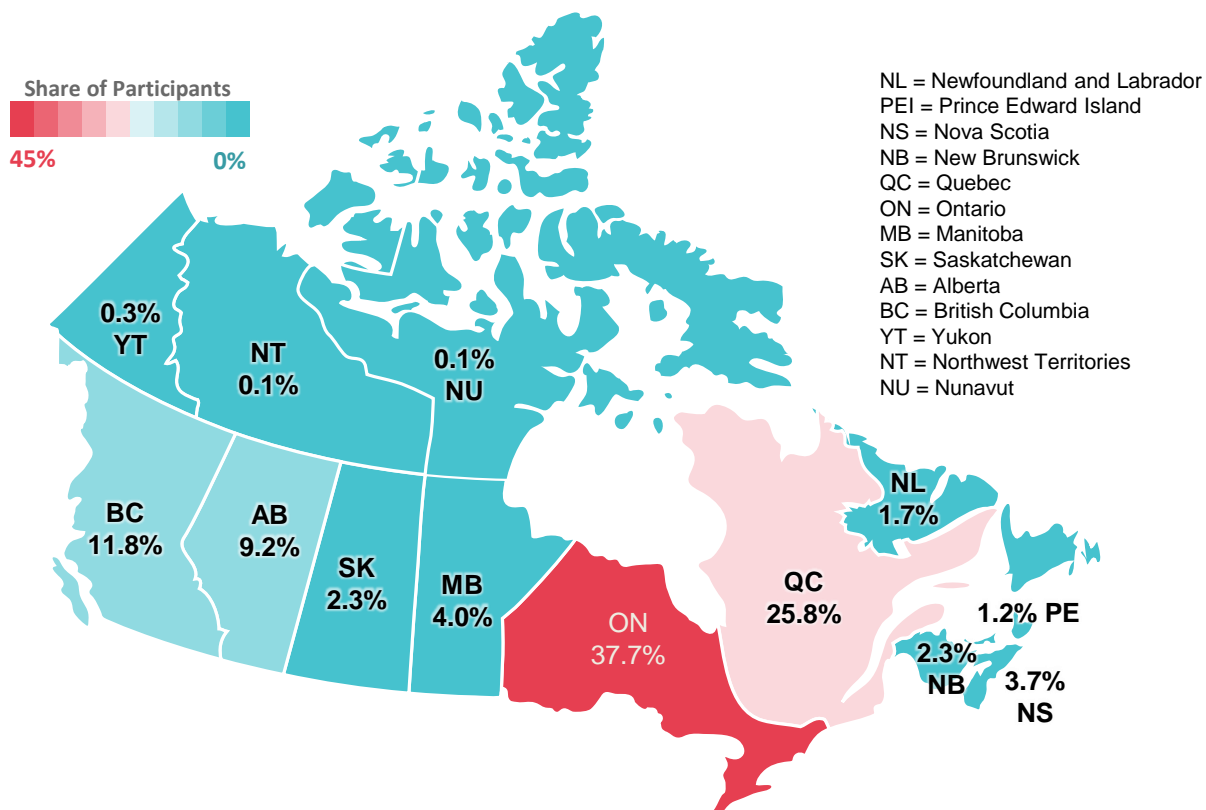 Share of Participants
45%
0%
NL = Newfoundland and Labrador
PEI = Prince Edward Island
NS = Nova Scotia
NB = New Brunswick
QC = Quebec
ON = Ontario
MB = Manitoba
SK = Saskatchewan
AB = Alberta
BC = British Columbia
YT = Yukon
NT = Northwest Territories
NU = Nunavut
0.3%
YT
NT
0.1%
0.1%
NU
BC
11.8%
AB
9.2%
SK
2.3%
MB
4.0%
ON
37.7%
QC
25.8%
NL
1.7%
1.2% PE
2.3%
NB
3.7%
NS